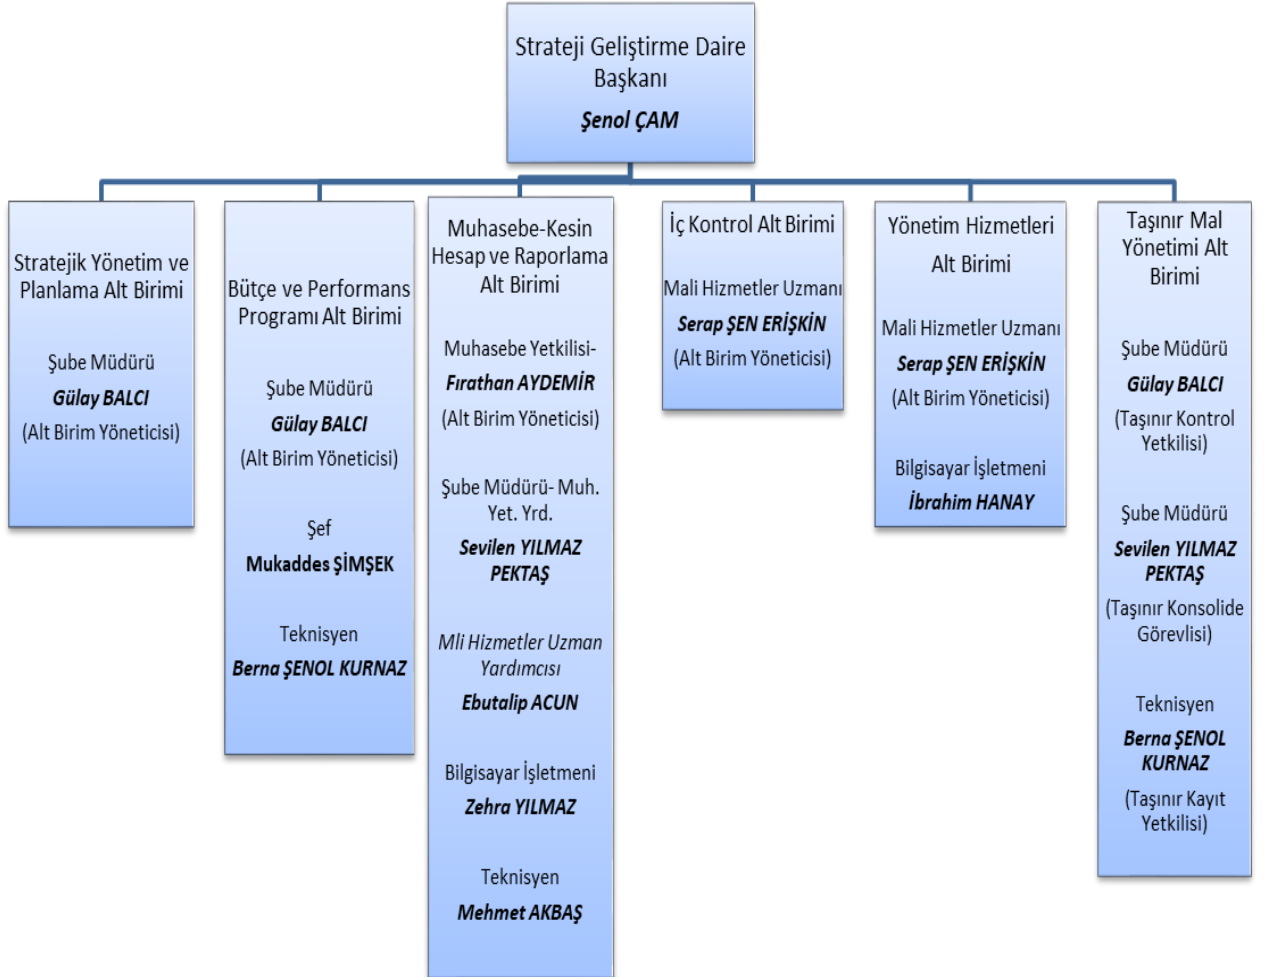 Strateji Geliştirme Daire
Başkanı
Şenol ÇAM
Stratejik Yönetim ve
Planlama Alt Birimi
Şube Müdürü
Gülay BALCI
(Alt Birim Yöneticisi)
Bütçe ve Performans
Programı Alt Birimi
Şube Müdürü
Gülay BALCI
(Alt Birim Yöneticisi)
Şef
Mukaddes ŞİMŞEK
Teknisyen
Berna ŞENOL KURNAZ
Muhasebe-Kesin
Hesap ve Raporlama
Alt Birimi
Muhasebe Yetkilisi-
Fırathan AYDEMİR
(Alt Birim Yöneticisi)
Şube Müdürü- Muh.
Yet. Yrd.
Sevilen YILMAZ
PEKTAŞ
Mli Hizmetler Uzman
Yardımcısı
Ebutalip ACUN
Bilgisayar İşletmeni
Zehra YILMAZ
Teknisyen
Mehmet AKBAŞ
İç Kontrol Alt Birimi
Mali Hizmetler Uzmanı
Serap ŞEN ERİŞKİN
(Alt Birim Yöneticisi)
Yönetim Hizmetleri
Alt Birimi
Mali Hizmetler Uzmanı
Serap ŞEN ERİŞKİN
(Alt Birim Yöneticisi)
Bilgisayar İşletmeni
İbrahim HANAY
Taşınır Mal
Yönetimi Alt
Birimi
Şube Müdürü
Gülay BALCI
(Taşınır Kontrol
Yetkilisi)
Şube Müdürü
Sevilen YILMAZ
PEKTAŞ
(Taşınır Konsolide
Görevlisi)
Teknisyen
Berna ŞENOL
KURNAZ
(Taşınır Kayıt
Yetkilisi)